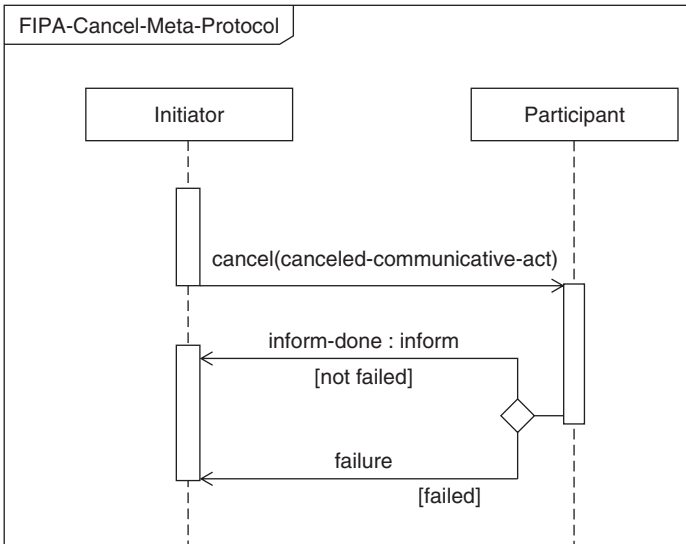 FIPA-Cancel-Meta-Protocol
Initiator
Participant
cancel(canceled-communicative-act)
inform-done : inform
[not failed]
failure
[failed]